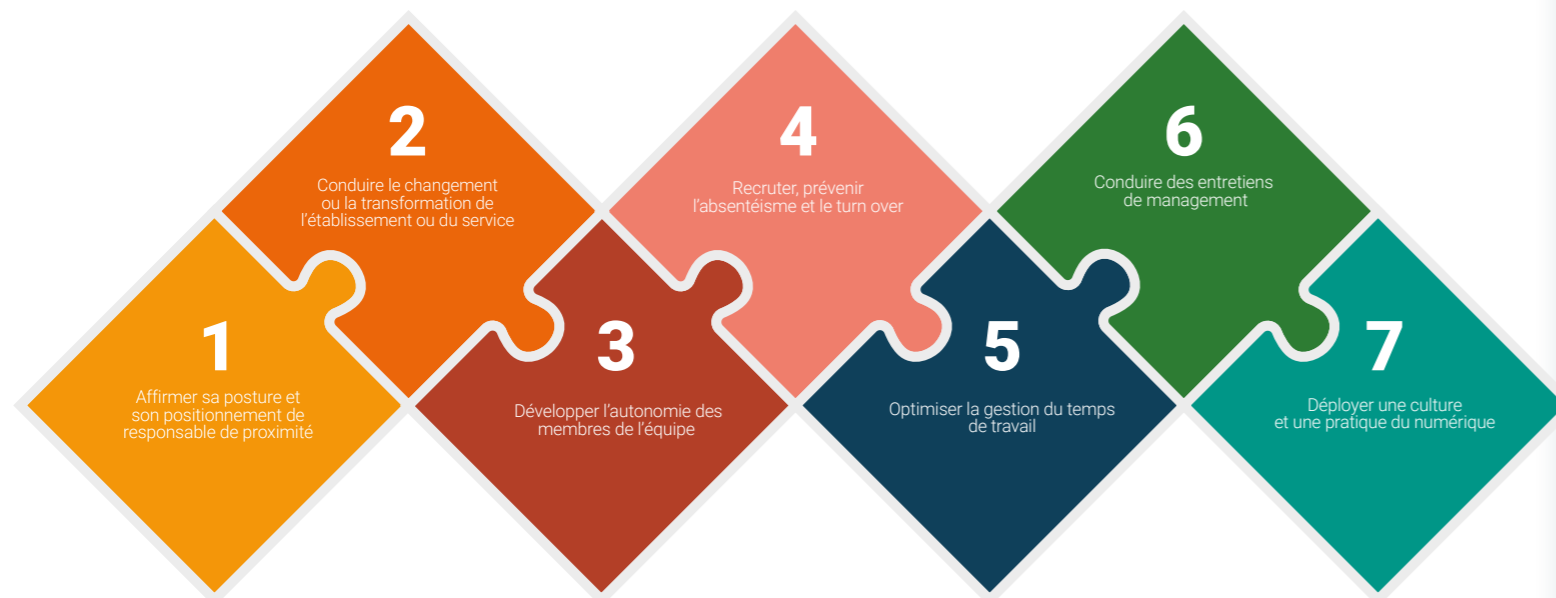 1
Affirmer sa posture et
son positionnement de
responsable de proximité
2
Conduire le changement
ou la transformation de
l'établissement ou du service
3
Développer l'autonomie des
membres de l'équipe
4
Recruter, prévenir
l'absentéisme et le turn over
5
Optimiser la gestion du temps
de travail
6
Conduire des entretiens
de management
7
Déployer une culture
et une pratique du numérique